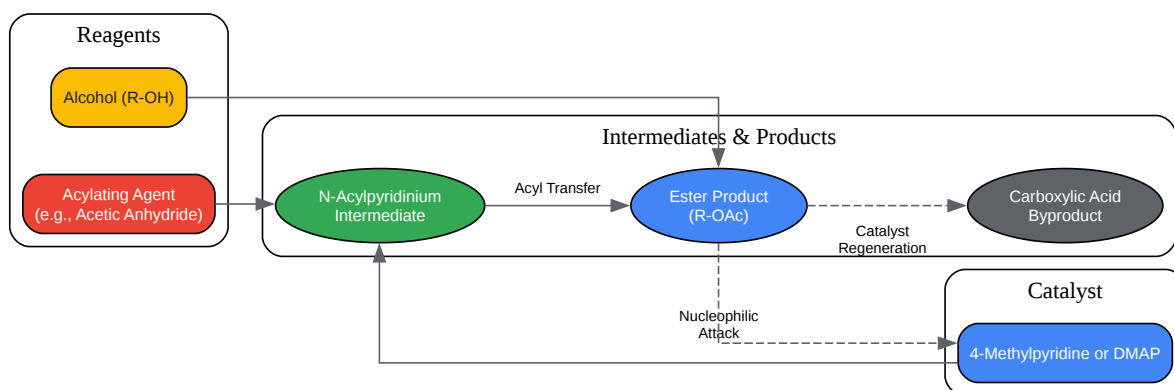 Reagents
Alcohol (R-OH)
Acylating Agent
(e.g., Acetic Anhydride)
Intermediates & Products
N-Acylpyridinium
Intermediate
Acyl Transfer
Ester Product
(R-OAc)
Catalyst
Regeneration
Carboxylic Acid
Byproduct
Nucleophilic
Attack
Catalyst
4-Methylpyridine or DMAP